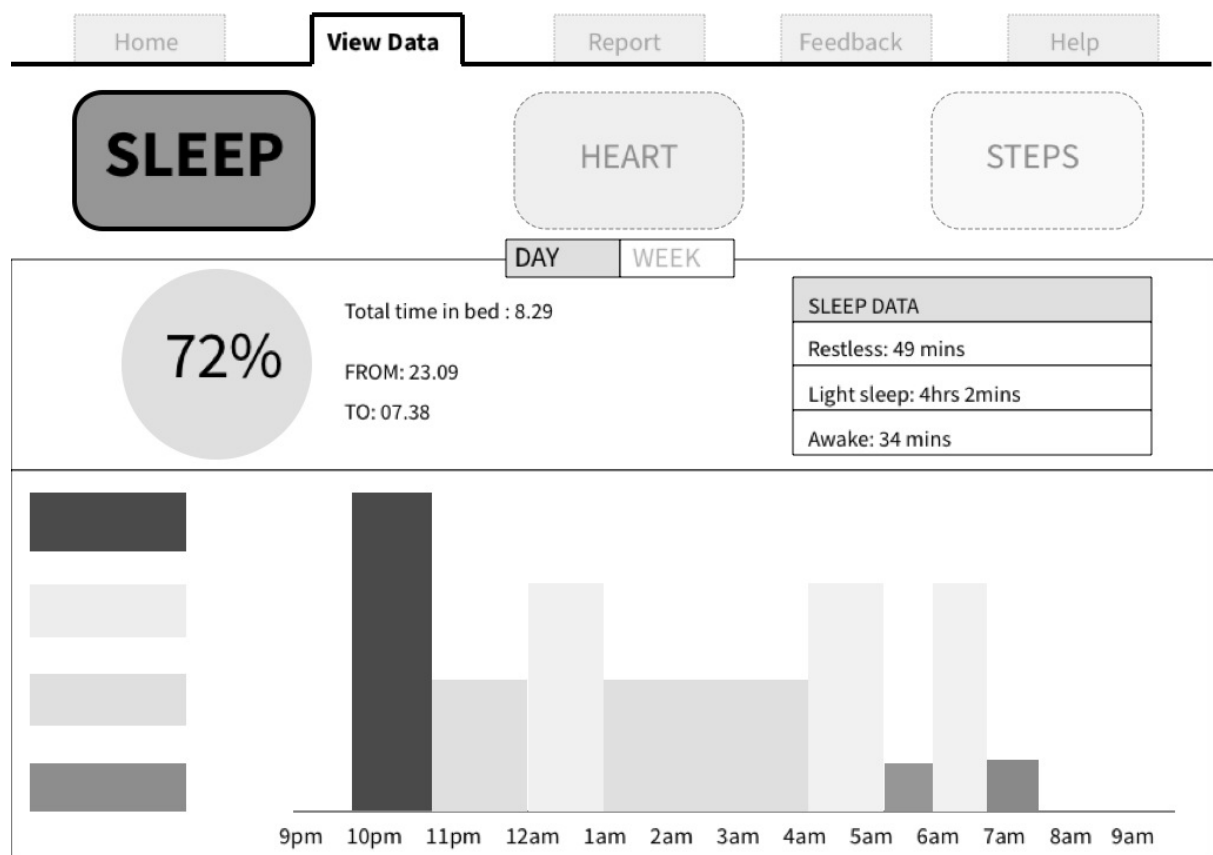 Home
View Data
Report
Feedback
Help
SLEEP
HEART
STEPS
DAY
WEEK
72%
Total time in bed : 8.29
FROM: 23.09
TO: 07.38
SLEEP DATA
Restless: 49 mins
Light sleep: 4hrs 2mins
Awake: 34 mins
9pm 10pm 11pm 12am 1am 2am 3am 4am 5am 6am 7am 8am 9am